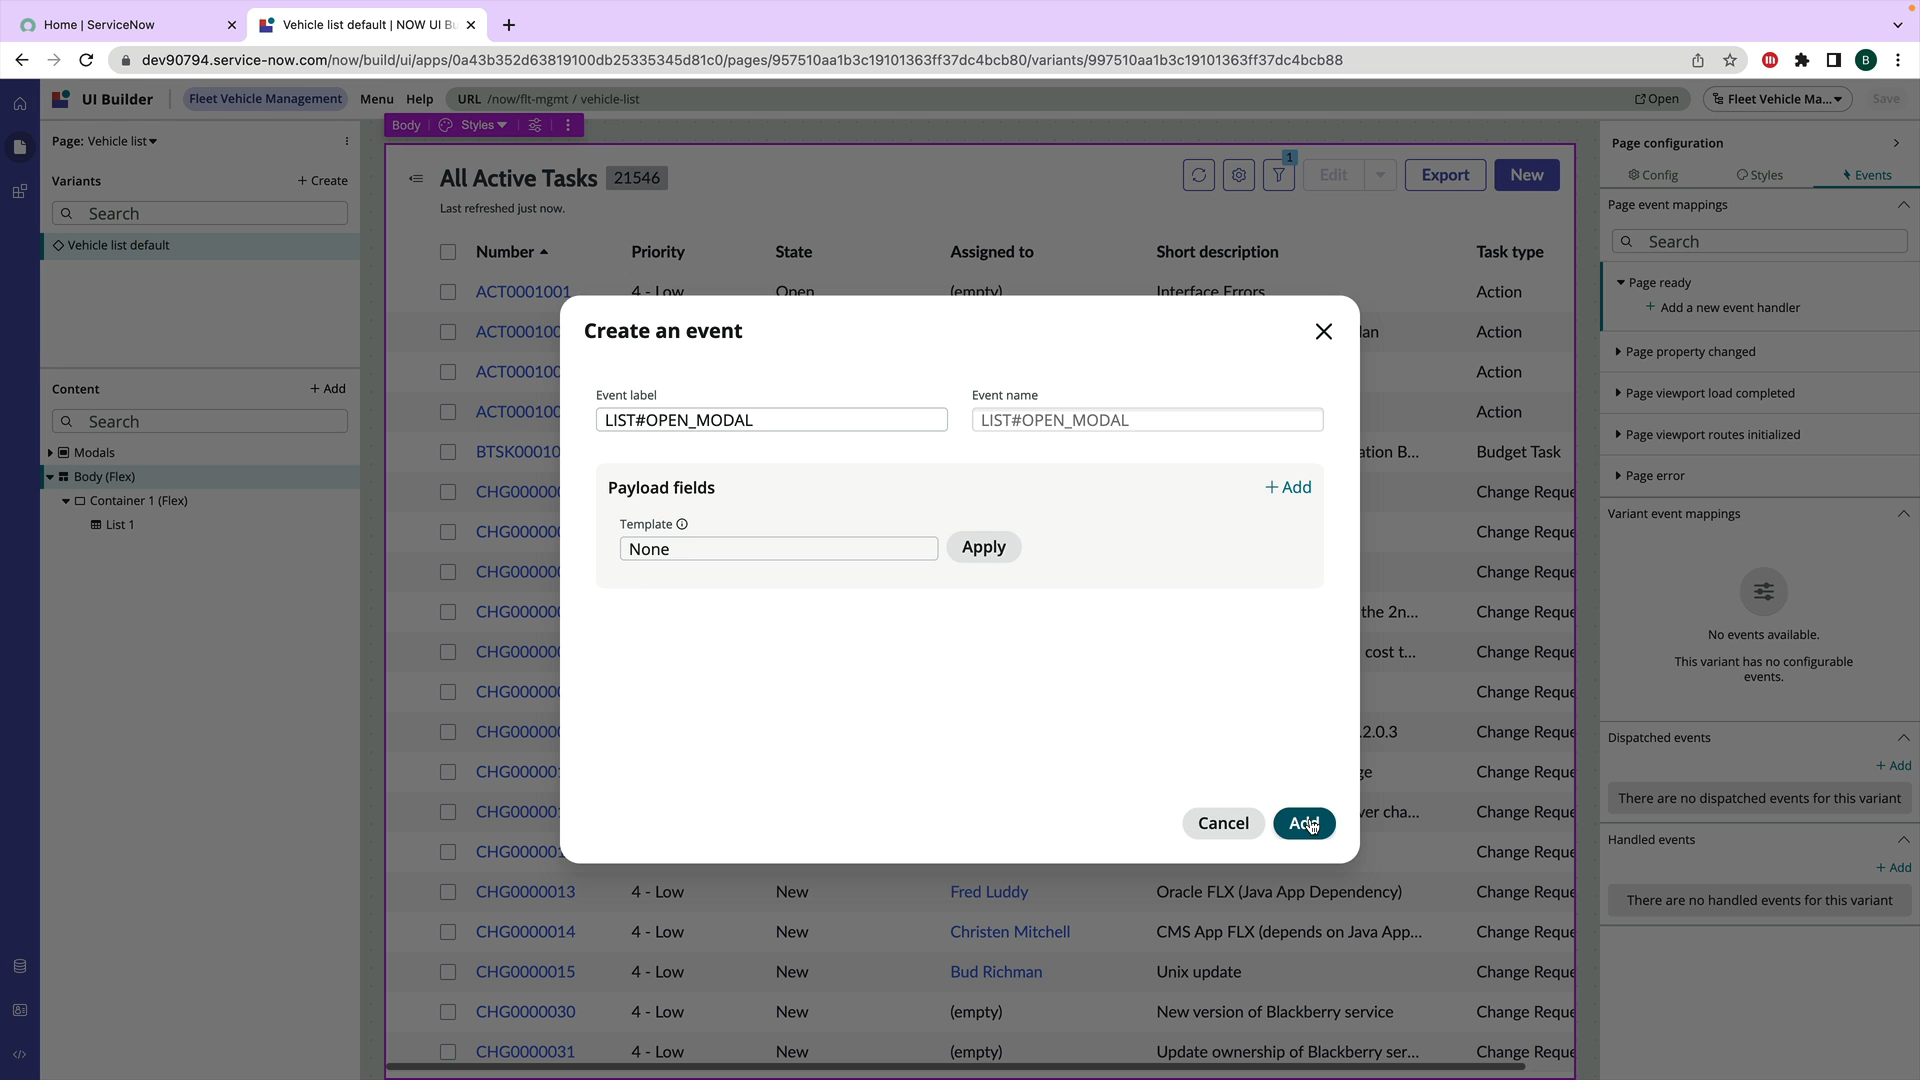 Home | ServiceNow
Vehicle list default | NOW UI Bu
dev90794.service-now.com/now/build/ui/apps/0a43b352d63819100db25335345d81c0/pages/957510aa1b3c19101363ff37dc4bcb80/variants/997510aa1b3c19101363ff37dc4bcb88
B
UI Builder
Fleet Vehicle Management
Menu
Help
URL /now/flt-mgmt / vehicle-list
Open
Fleet Vehicle Ma...
Save
Page: Vehicle list
Variants
+ Create
Search
Vehicle list default
Content
+ Add
Search
Modals
Body (Flex)
Container 1 (Flex)
List 1
Body
Styles
All Active Tasks 21546
Last refreshed just now.
1
Edit
Export
New
Number Priority State Assigned to Short description Task type
ACT0001001 4 - Low Open (empty) Interface Errors Action
ACT000100 lan Action
ACT000100 Action
ACT000100 Action
BTSK00010 ation B... Budget Task
CHG000000 Change Reque
CHG000000 Change Reque
CHG000000 Change Reque
CHG000000 the 2n... Change Reque
CHG000000 cost t... Change Reque
CHG000000 Change Reque
CHG000000 .2.0.3 Change Reque
CHG000001 ge Change Reque
CHG000001 ver cha... Change Reque
CHG000001 Change Reque
CHG0000013 4 - Low New Fred Luddy Oracle FLX (Java App Dependency) Change Reque
CHG0000014 4 - Low New Christen Mitchell CMS App FLX (depends on Java App... Change Reque
CHG0000015 4 - Low New Bud Richman Unix update Change Reque
CHG0000030 4 - Low New (empty) New version of Blackberry service Change Reque
CHG0000031 4 - Low New (empty) Update ownership of Blackberry ser... Change Reque
Create an event
Event label
LIST#OPEN_MODAL
Event name
LIST#OPEN_MODAL
Payload fields
+ Add
Template
None
Apply
Cancel
Add
Page configuration
Config
Styles
Events
Page event mappings
Search
Page ready
+ Add a new event handler
Page property changed
Page viewport load completed
Page viewport routes initialized
Page error
Variant event mappings
No events available.
This variant has no configurable
events.
Dispatched events
+ Add
There are no dispatched events for this variant
Handled events
+ Add
There are no handled events for this variant